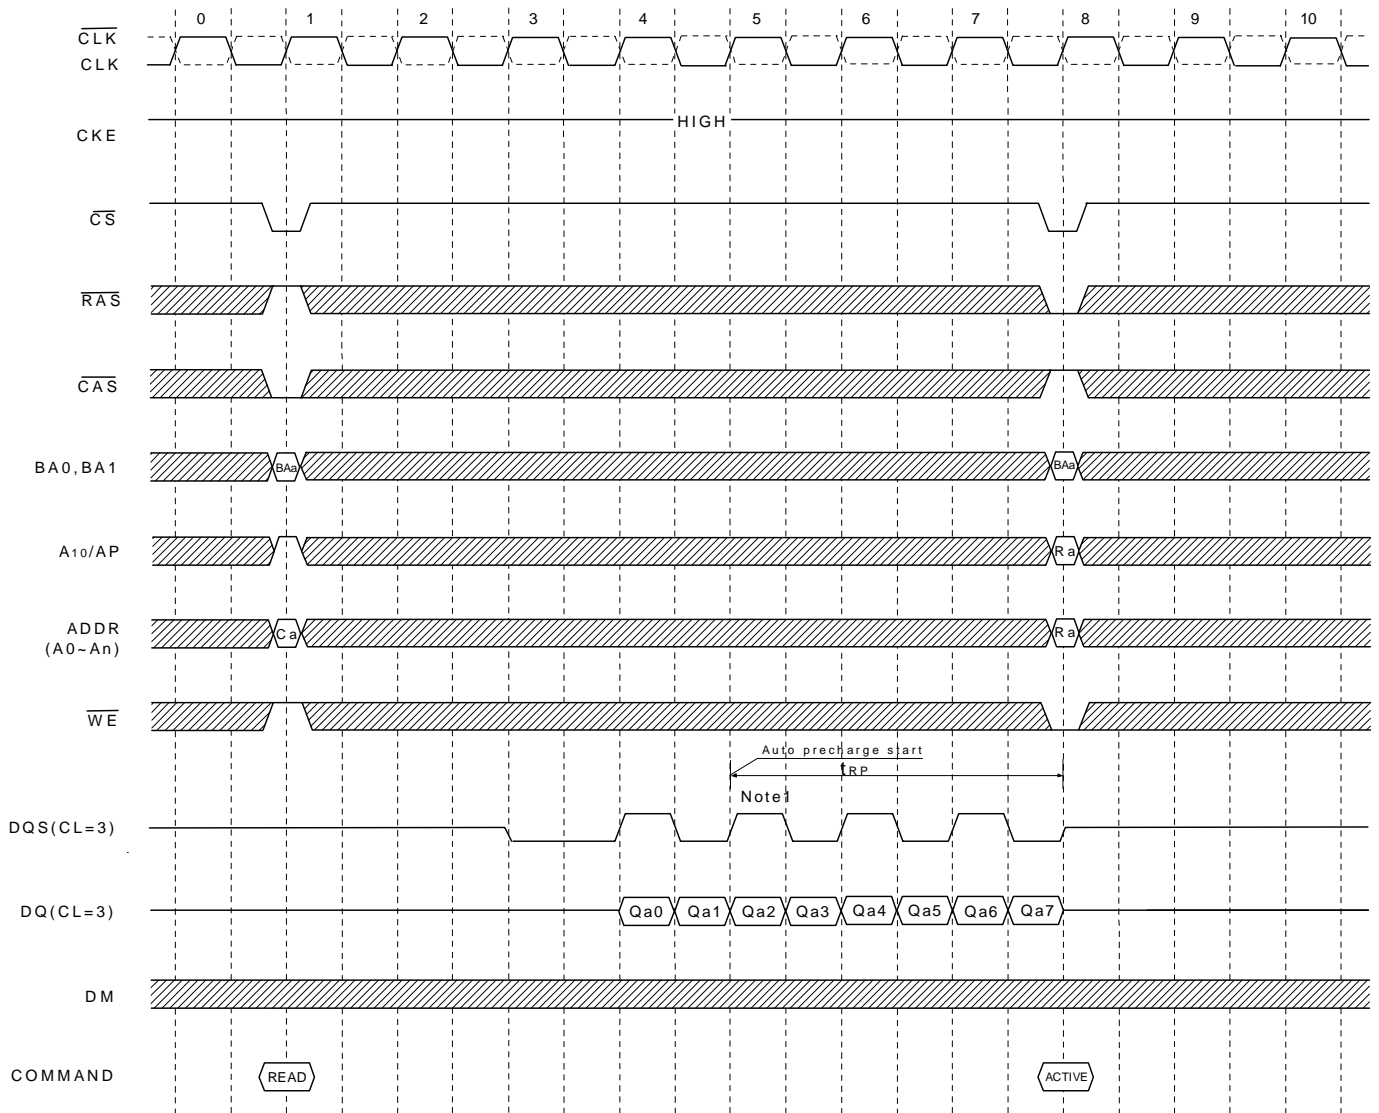 0 1 2 3 4 5 6 7 8 9 10
CLK
CLK
HIGH
CKE
CS
RAS
CAS
BA0,BA1 BAa BAa
A10/AP Ra
ADDR Ca Ra
(A0~An)
WE
Auto precharge start
tRP
Note1
DQS(CL=3)
DQ(CL=3) Qa0 Qa1 Qa2 Qa3 Qa4 Qa5 Qa6 Qa7
DM
COMMAND READ ACTIVE